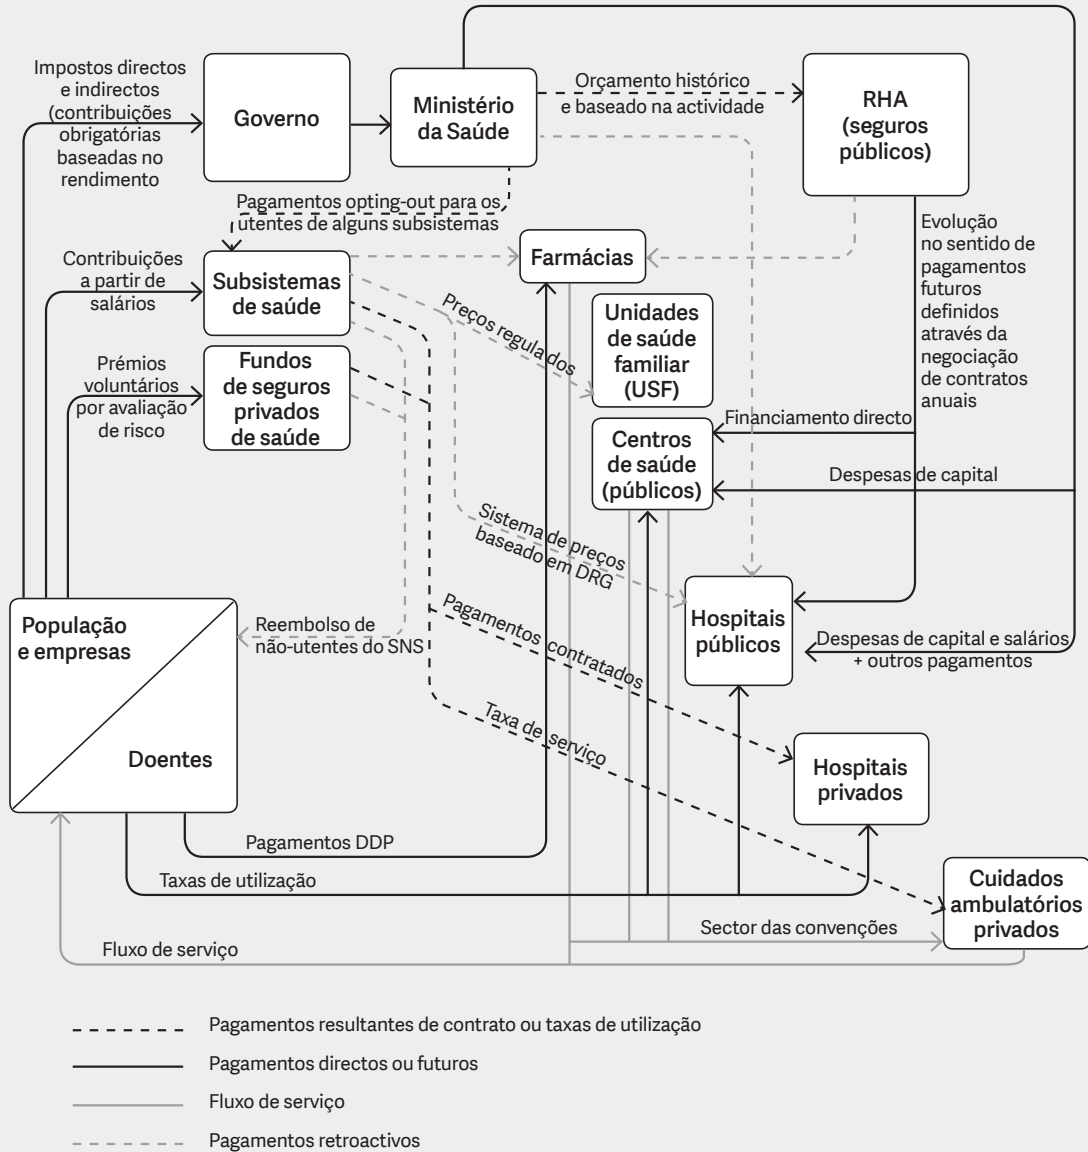 Impostos directos
e indirectos
(contribuições
obrigatórias
baseadas no
rendimento
Governo
Ministério
da Saúde
Orçamento histórico
e baseado na actividade
RHA
(seguros
públicos)
Pagamentos opting-out para os
utentes de alguns subsistemas
Contribuições
a partir de
salários
Subsistemas
de saúde
Farmácias
Evolução
no sentido de
pagamentos
futuros
definidos
através da
negociação
de contratos
anuais
Preços regulados
Unidades
de saúde
familiar
(USF)
Prémios
voluntários
por avaliação
de risco
Fundos
de seguros
privados
de saúde
Financiamento directo
Centros
de saúde
(públicos)
Despesas de capital
Sistema de preços
baseado em DRG
População
e empresas
Doentes
Reembolso de
não-utentes do SNS
Pagamentos contratados
Hospitais
públicos
Despesas de capital e salários
+ outros pagamentos
Taxa de serviço
Hospitais
privados
Pagamentos DDP
Taxas de utilização
Cuidados
ambulatórios
privados
Sector das convenções
Fluxo de serviço
Pagamentos resultantes de contrato ou taxas de utilização
Pagamentos directos ou futuros
Fluxo de serviço
Pagamentos retroactivos